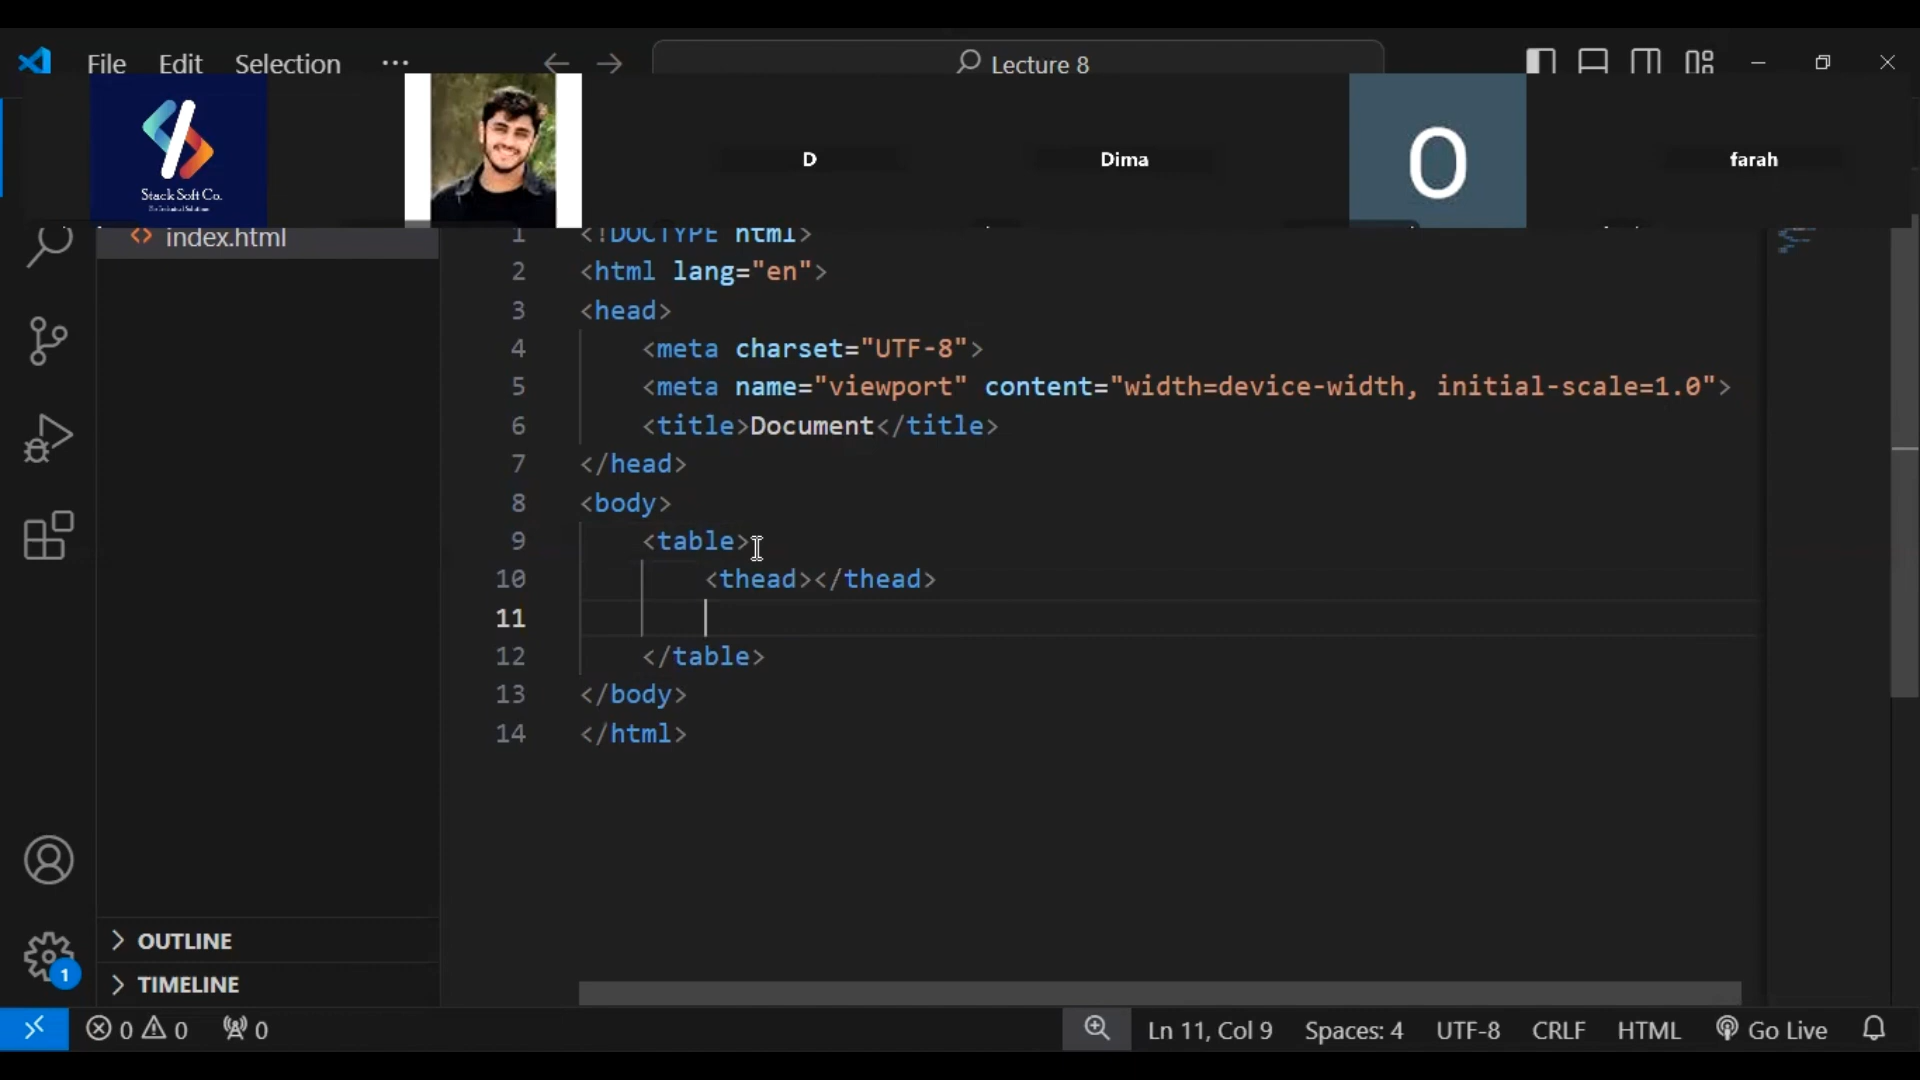 File Edit Selection ··· Lecture 8
Stack Soft Co.
D
Dima
O
farah
index.html
1 <!DOCTYPE html>
2 <html lang="en">
3 <head>
4 <meta charset="UTF-8">
5 <meta name="viewport" content="width=device-width, initial-scale=1.0">
6 <title>Document</title>
7 </head>
8 <body>
9 <table>
10 <thead></thead>
11
12 </table>
13 </body>
14 </html>
OUTLINE
1
TIMELINE
0 0 0 Ln 11, Col 9 Spaces: 4 UTF-8 CRLF HTML Go Live